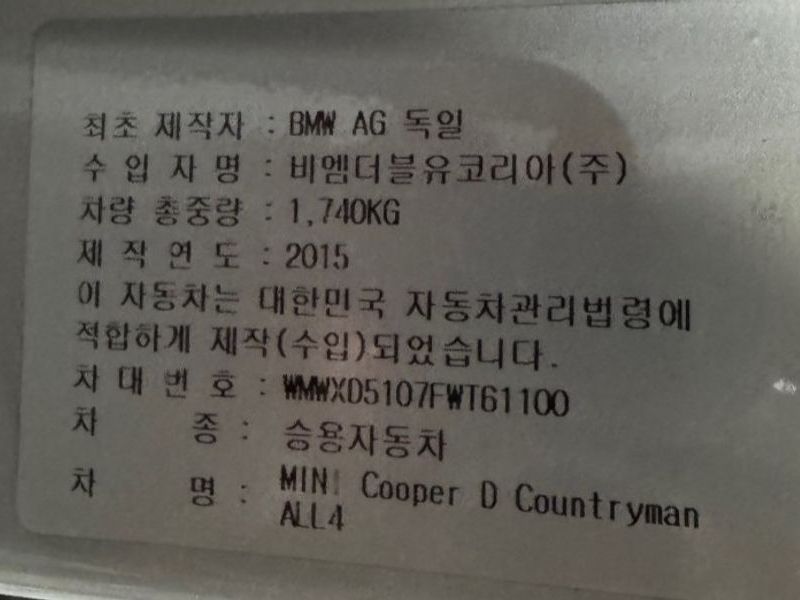 최초 제작자 : BMW AG 독일
수 입 자 명 : 비엠더블유코리아(주)
차량 총중량 : 1,740KG
제 작 연 도 : 2015
이 자동차는 대한민국 자동차관리법령에
적합하게 제작(수입)되었습니다.
차 대 번 호 : WMWXD5107FWT61100
차 종 : 승용자동차
차 명 : MINI Cooper D Countryman
ALL4